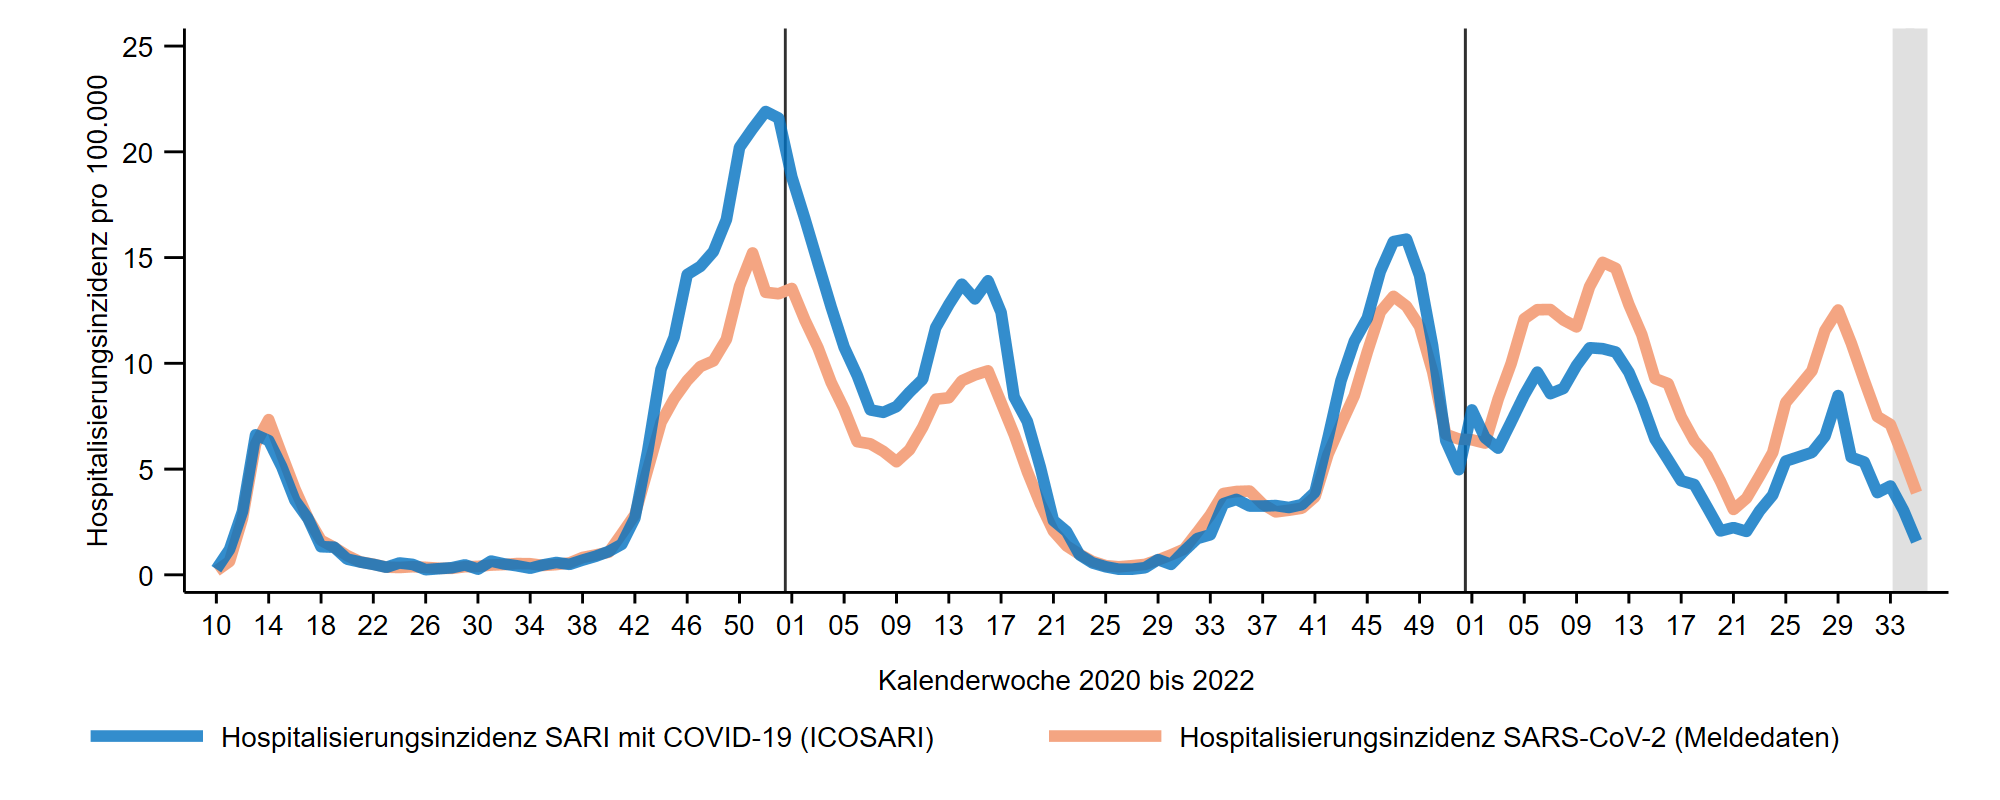 Hospitalisierungsinzidenz pro 100.000
25
20
15
10
5
0
10 14 18 22 26 30 34 38 42 46 50 01 05 09 13 17 21 25 29 33 37 41 45 49 01 05 09 13 17 21 25 29 33
Kalenderwoche 2020 bis 2022
Hospitalisierungsinzidenz SARI mit COVID-19 (ICOSARI) Hospitalisierungsinzidenz SARS-CoV-2 (Meldedaten)